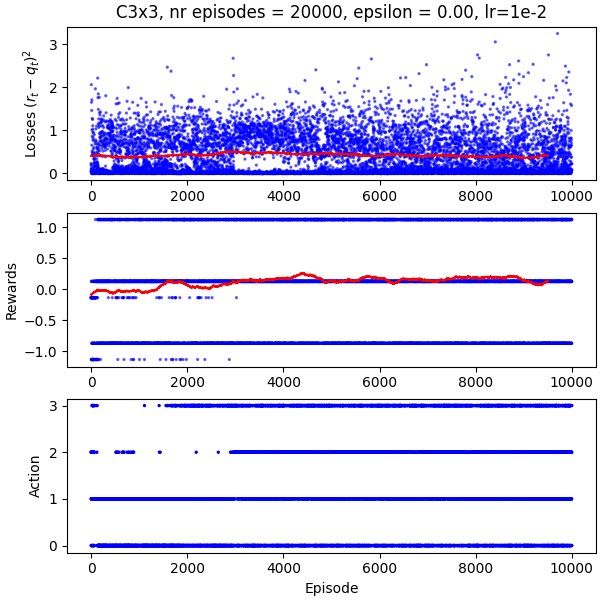 C3x3, nr episodes = 20000, epsilon = 0.00, lr=1e-2
Losses (r_t − q_t)^2
3
2
1
0
0 2000 4000 6000 8000 10000
Rewards
1.0
0.5
0.0
−0.5
−1.0
0 2000 4000 6000 8000 10000
Action
3
2
1
0
0 2000 4000 6000 8000 10000
Episode